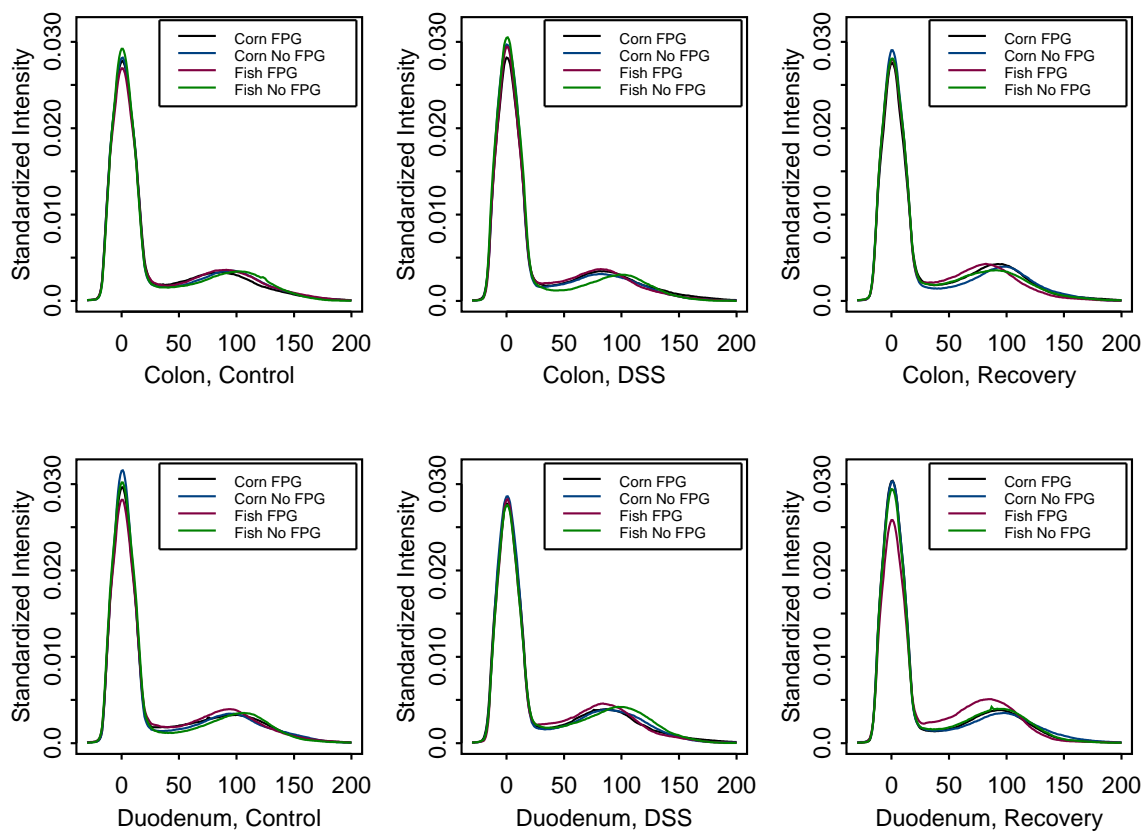 Standardized Intensity
0.0
0.010
0.020
0.030
Corn FPG
Corn No FPG
Fish FPG
Fish No FPG
0 50 100 150 200
Colon, Control
Standardized Intensity
0.0
0.010
0.020
0.030
Corn FPG
Corn No FPG
Fish FPG
Fish No FPG
0 50 100 150 200
Colon, DSS
Standardized Intensity
0.0
0.010
0.020
0.030
Corn FPG
Corn No FPG
Fish FPG
Fish No FPG
0 50 100 150 200
Colon, Recovery
Standardized Intensity
0.0
0.010
0.020
0.030
Corn FPG
Corn No FPG
Fish FPG
Fish No FPG
0 50 100 150 200
Duodenum, Control
Standardized Intensity
0.0
0.010
0.020
0.030
Corn FPG
Corn No FPG
Fish FPG
Fish No FPG
0 50 100 150 200
Duodenum, DSS
Standardized Intensity
0.0
0.010
0.020
0.030
Corn FPG
Corn No FPG
Fish FPG
Fish No FPG
0 50 100 150 200
Duodenum, Recovery